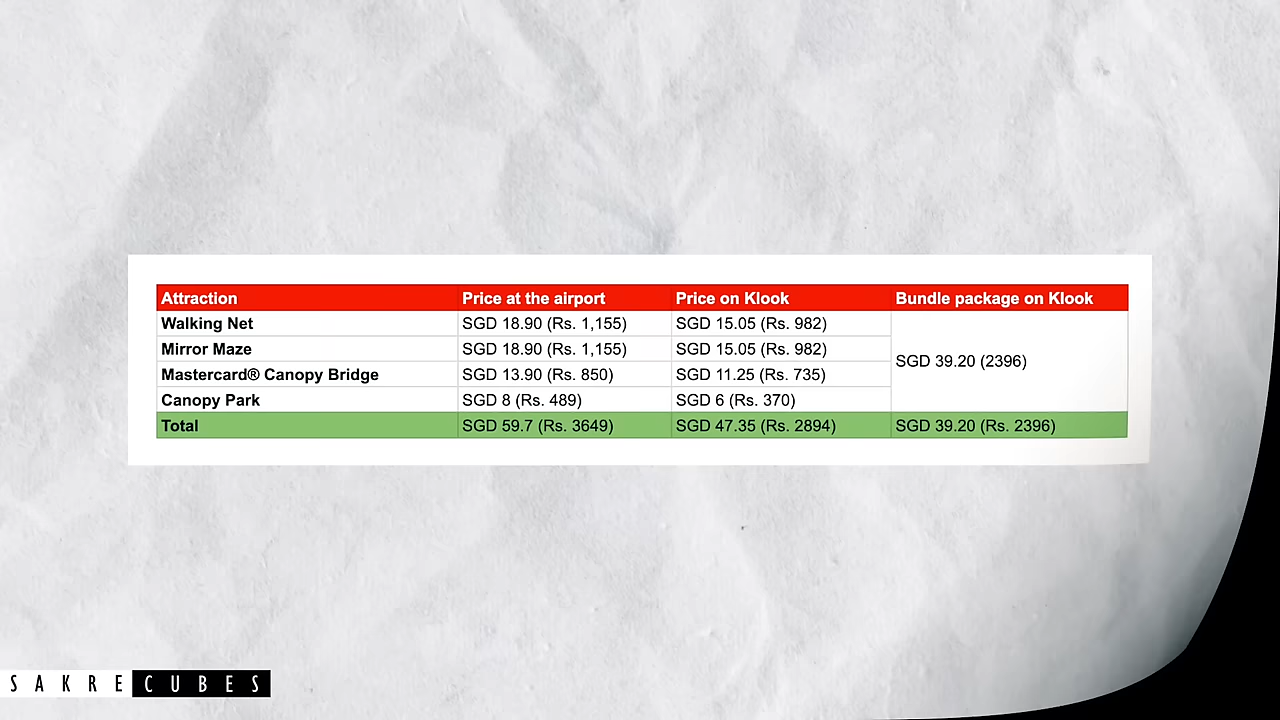 Attraction Price at the airport Price on Klook Bundle package on Klook
Walking Net SGD 18.90 (Rs. 1,155) SGD 15.05 (Rs. 982)
Mirror Maze SGD 18.90 (Rs. 1,155) SGD 15.05 (Rs. 982)
SGD 39.20 (2396)
Mastercard® Canopy Bridge SGD 13.90 (Rs. 850) SGD 11.25 (Rs. 735)
Canopy Park SGD 8 (Rs. 489) SGD 6 (Rs. 370)
Total SGD 59.7 (Rs. 3649) SGD 47.35 (Rs. 2894) SGD 39.20 (Rs. 2396)
SAKRECUBES